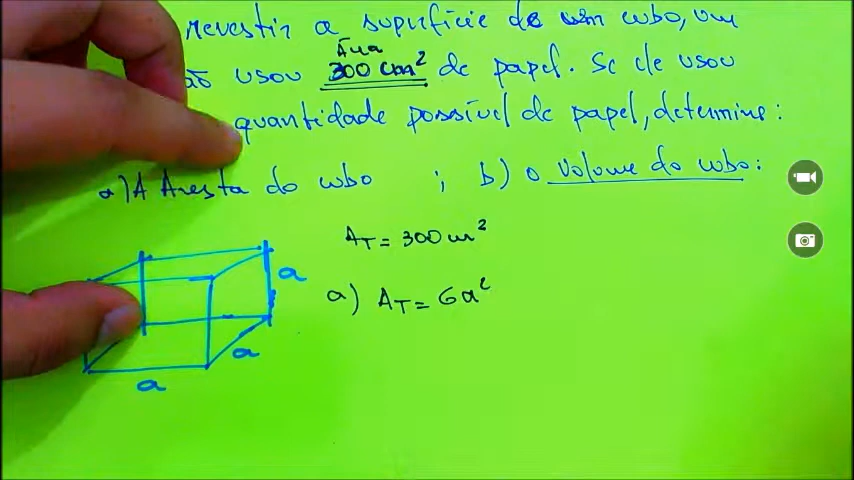 revestir a superfície de um cubo, um
ão usou 300 cm² de papel. Se ele usou
Área
quantidade possível de papel, determine:
a) A Aresta do cubo ; b) o volume do cubo:
A_T = 300 cm²
a) A_T = 6a²
a
a
a